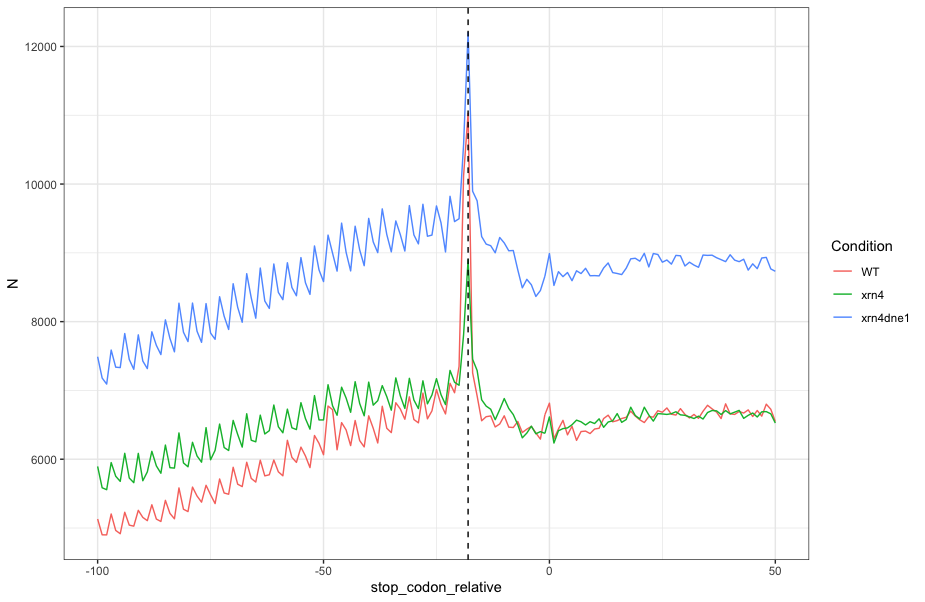 12000
10000
8000
6000
N
-100
-50
0
50
stop_codon_relative
Condition
WT
xrn4
xrn4dne1